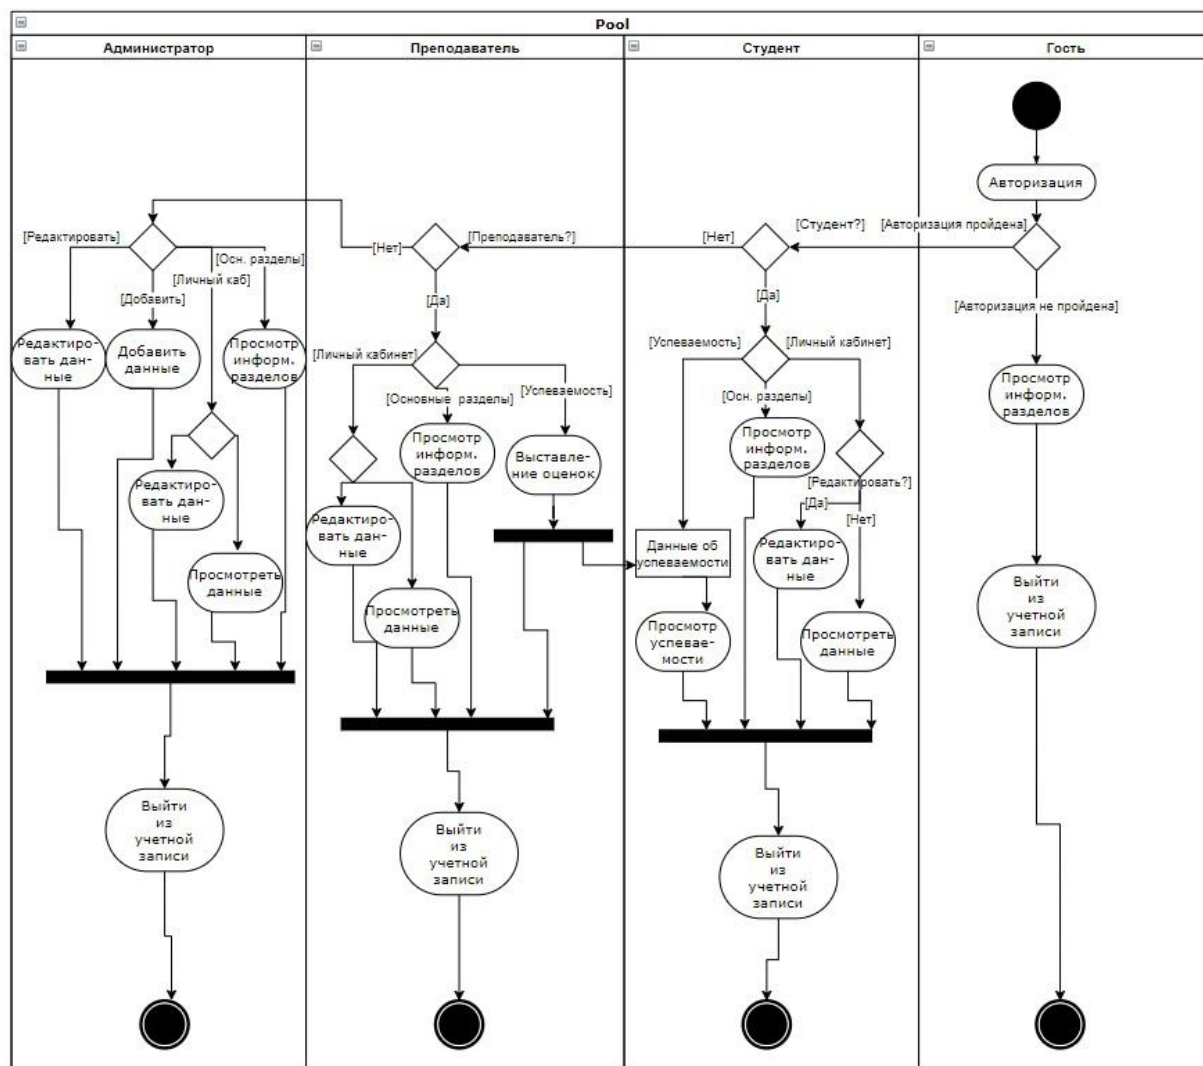 Pool
Администратор
Преподаватель
Студент
Гость
Авторизация
[Авторизация пройдена]
[Студент?]
[Нет]
[Преподаватель?]
[Нет]
[Редактировать]
[Осн. разделы]
[Личный каб]
[Добавить]
Редактиро-
вать дан-
ные
Добавить
данные
Просмотр
информ.
разделов
Редактиро-
вать дан-
ные
Просмотреть
данные
Выйти
из
учетной
записи
[Да]
[Личный кабинет]
[Основные разделы]
[Успеваемость]
Просмотр
информ.
разделов
Выставле-
ние оценок
Редактиро-
вать дан-
ные
Просмотреть
данные
Выйти
из
учетной
записи
[Да]
[Успеваемость]
[Личный кабинет]
[Осн. разделы]
Просмотр
информ.
разделов
[Редактировать?]
[Да]
[Нет]
Данные об
успеваемости
Редактиро-
вать дан-
ные
Просмотр
успевае-
мости
Просмотреть
данные
Выйти
из
учетной
записи
[Авторизация не пройдена]
Просмотр
информ.
разделов
Выйти
из
учетной
записи